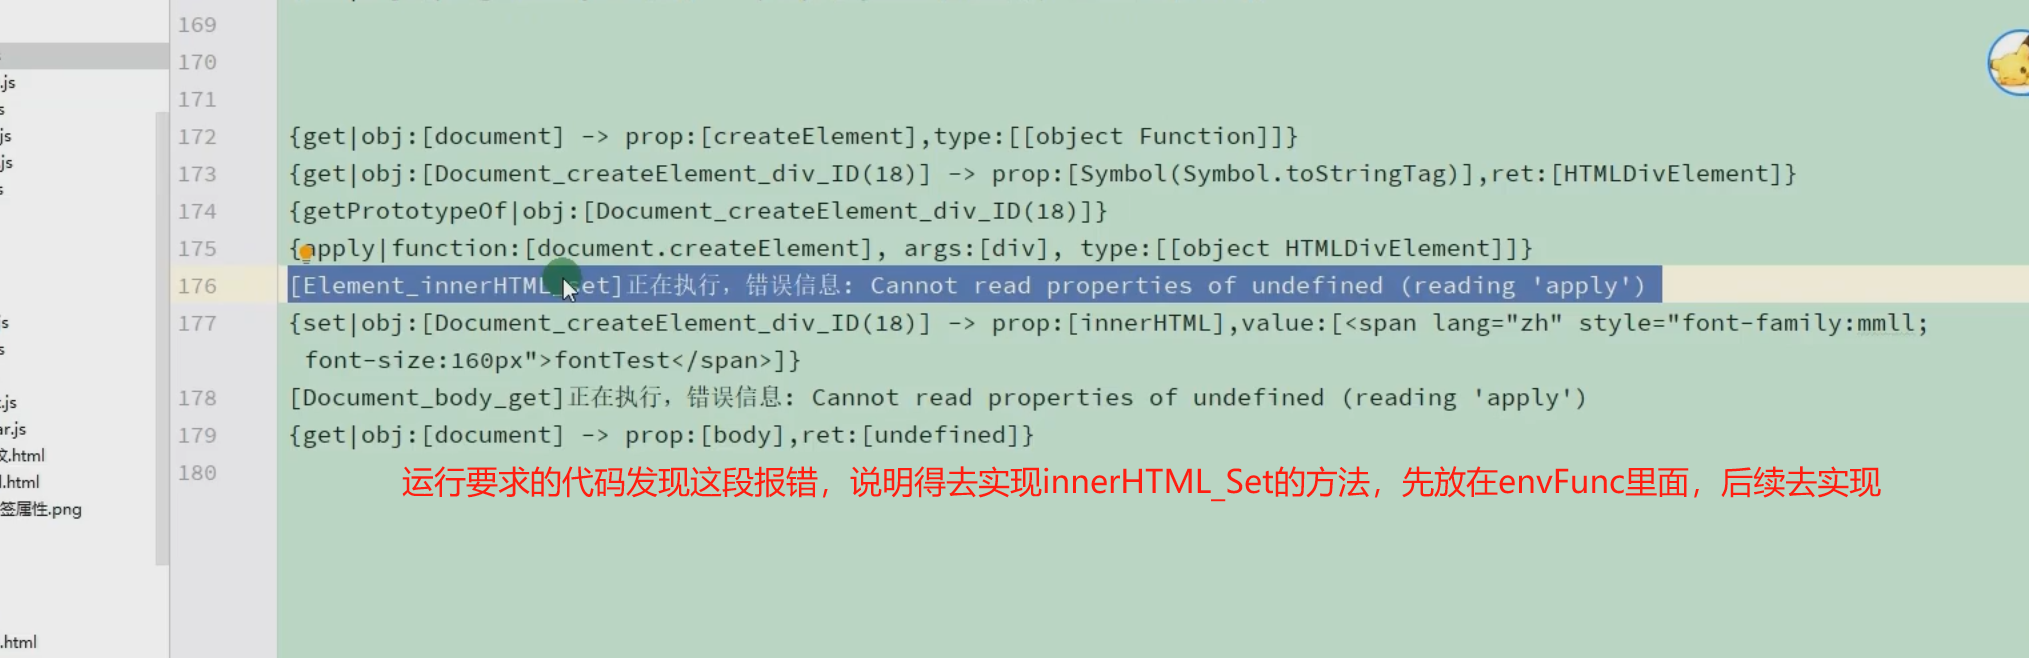 169
170
171
.js
s
js
js
s
172 {get|obj:[document] -> prop:[createElement],type:[[object Function]]}
173 {get|obj:[Document_createElement_div_ID(18)] -> prop:[Symbol(Symbol.toStringTag)],ret:[HTMLDivElement]}
174 {getPrototypeOf|obj:[Document_createElement_div_ID(18)]}
175 {apply|function:[document.createElement], args:[div], type:[[object HTMLDivElement]]}
176 [Element_innerHTML_set]正在执行，错误信息: Cannot read properties of undefined (reading 'apply')
177 {set|obj:[Document_createElement_div_ID(18)] -> prop:[innerHTML],value:[<span lang="zh" style="font-family:mmll;
font-size:160px">fontTest</span>]}
178 [Document_body_get]正在执行，错误信息: Cannot read properties of undefined (reading 'apply')
179 {get|obj:[document] -> prop:[body],ret:[undefined]}
180
运行要求的代码发现这段报错，说明得去实现innerHTML_Set的方法，先放在envFunc里面，后续去实现
s
s
.js
ar.js
.html
l.html
签属性.png
.html